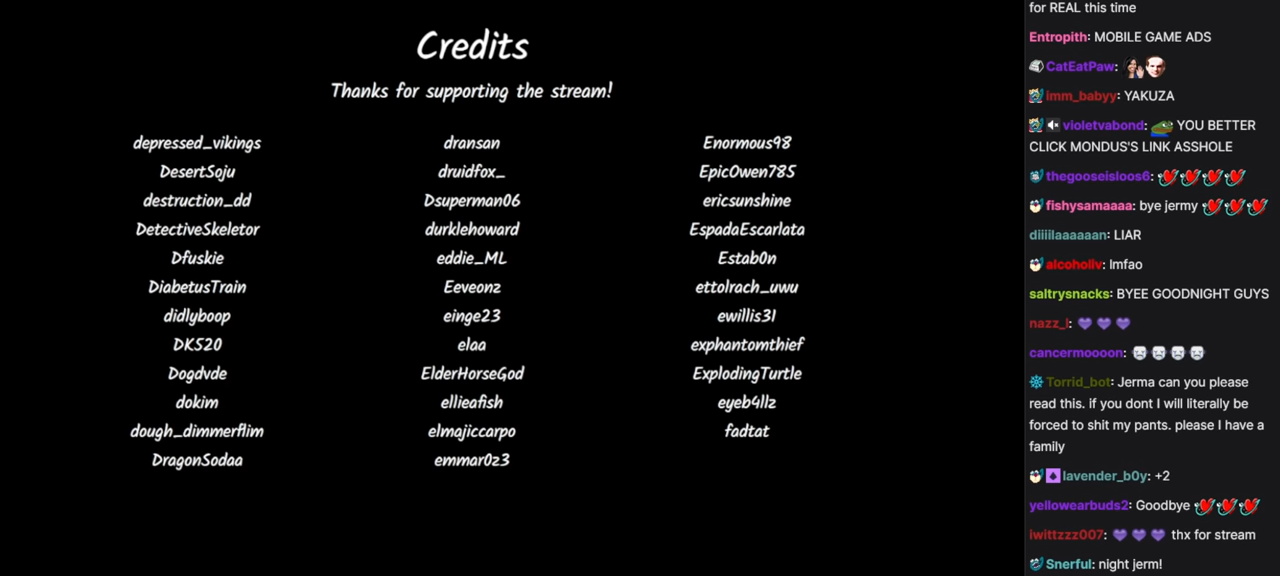 Credits
Thanks for supporting the stream!
depressed_vikings
DesertSoju
destruction_dd
DetectiveSkeletor
Dfuskie
DiabetusTrain
didlyboop
DK520
Dogdvde
dokim
dough_dimmerflim
DragonSodaa
dransan
druidfox_
Dsuperman06
durklehoward
eddie_ML
Eeveonz
einge23
elaa
ElderHorseGod
ellieafish
elmajiccarpo
emmar0z3
Enormous98
EpicOwen785
ericsunshine
EspadaEscarlata
Estab0n
ettolrach_uwu
ewillis31
exphantomthief
ExplodingTurtle
eyeb4llz
fadtat
for REAL this time
Entropith: MOBILE GAME ADS
CatEatPaw:
imm_babyy: YAKUZA
violetvabond: YOU BETTER
CLICK MONDUS'S LINK ASSHOLE
thegooseisloos6:
fishysamaaaa: bye jermy
diiiilaaaaaan: LIAR
alcoholiv: lmfao
saltrysnacks: BYEE GOODNIGHT GUYS
nazz_i:
cancermoooon:
Torrid_bot: Jerma can you please
read this. if you dont I will literally be
forced to shit my pants. please I have a
family
lavender_b0y: +2
yellowearbuds2: Goodbye
iwittzzz007: thx for stream
Snerful: night jerm!